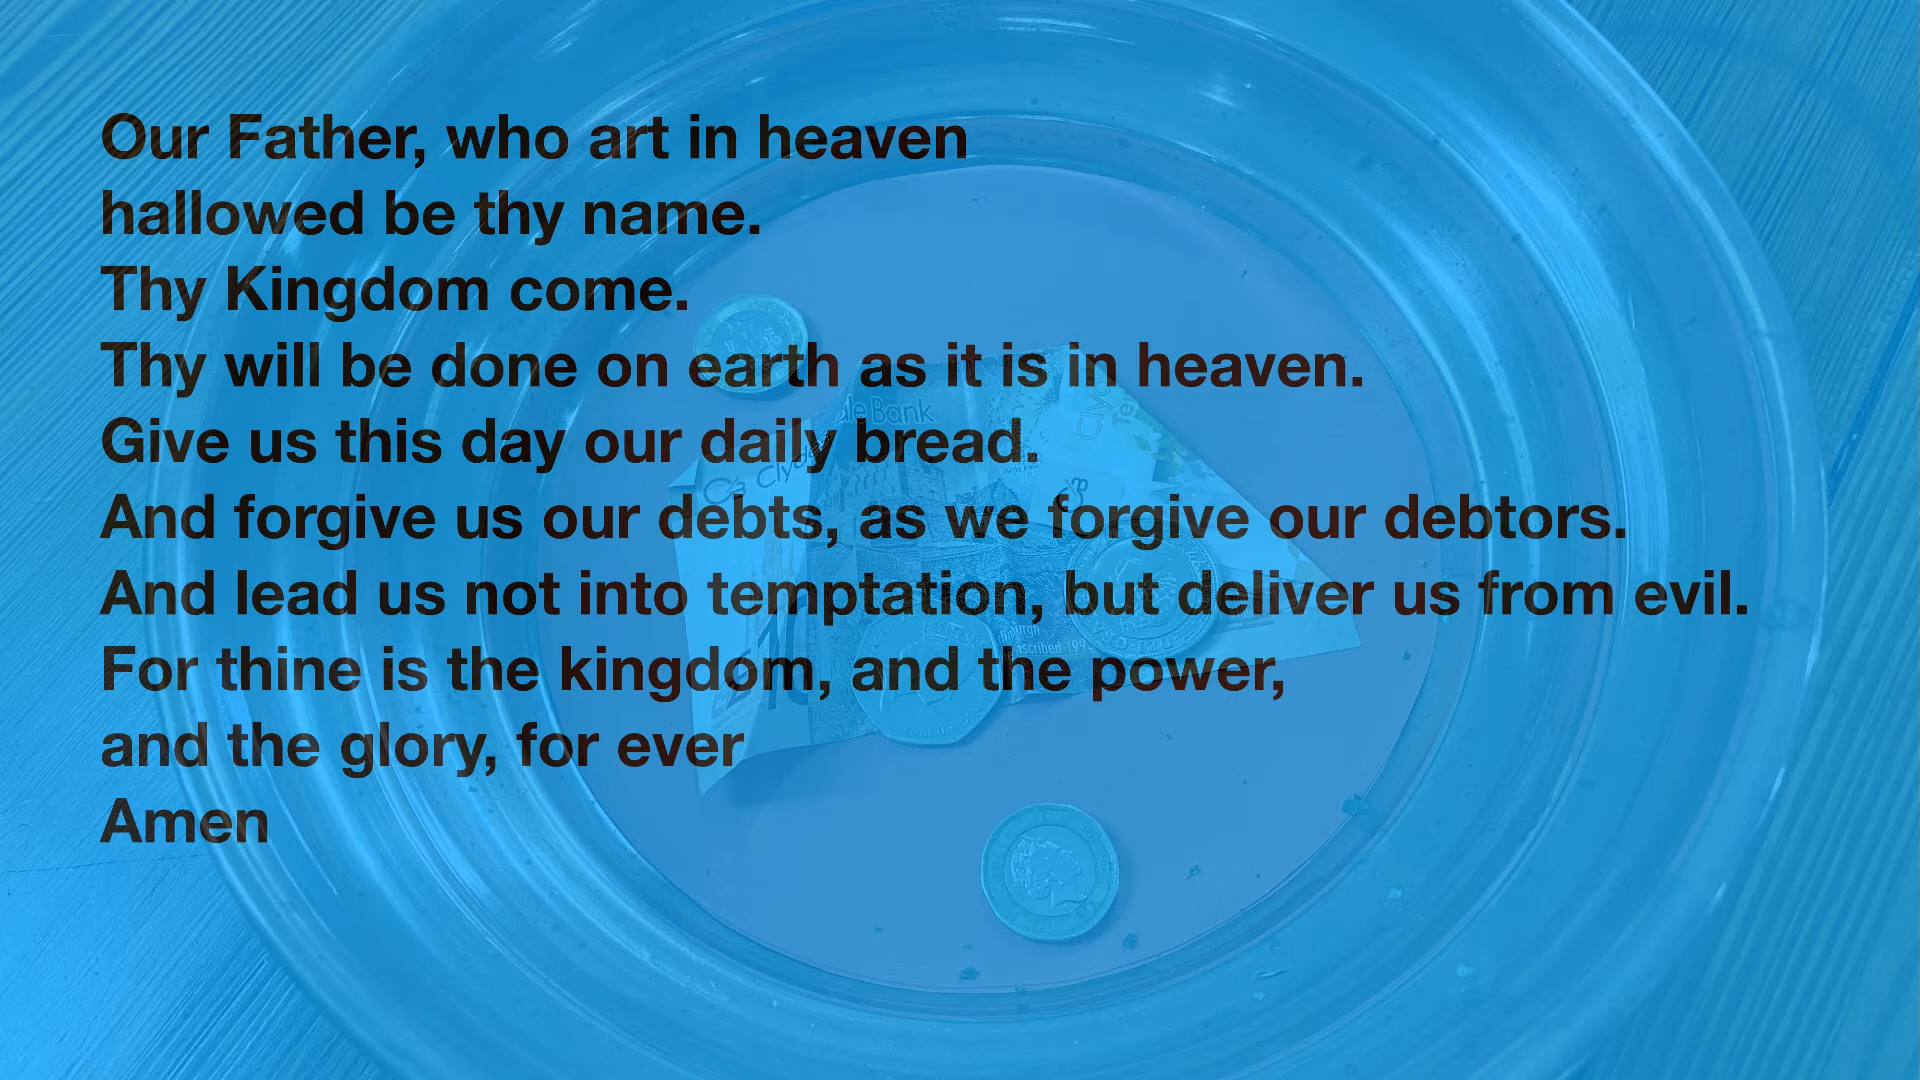 Our Father, who art in heaven
hallowed be thy name.
Thy Kingdom come.
Thy will be done on earth as it is in heaven.
Give us this day our daily bread.
And forgive us our debts, as we forgive our debtors.
And lead us not into temptation, but deliver us from evil.
For thine is the kingdom, and the power,
and the glory, for ever
Amen
Bank